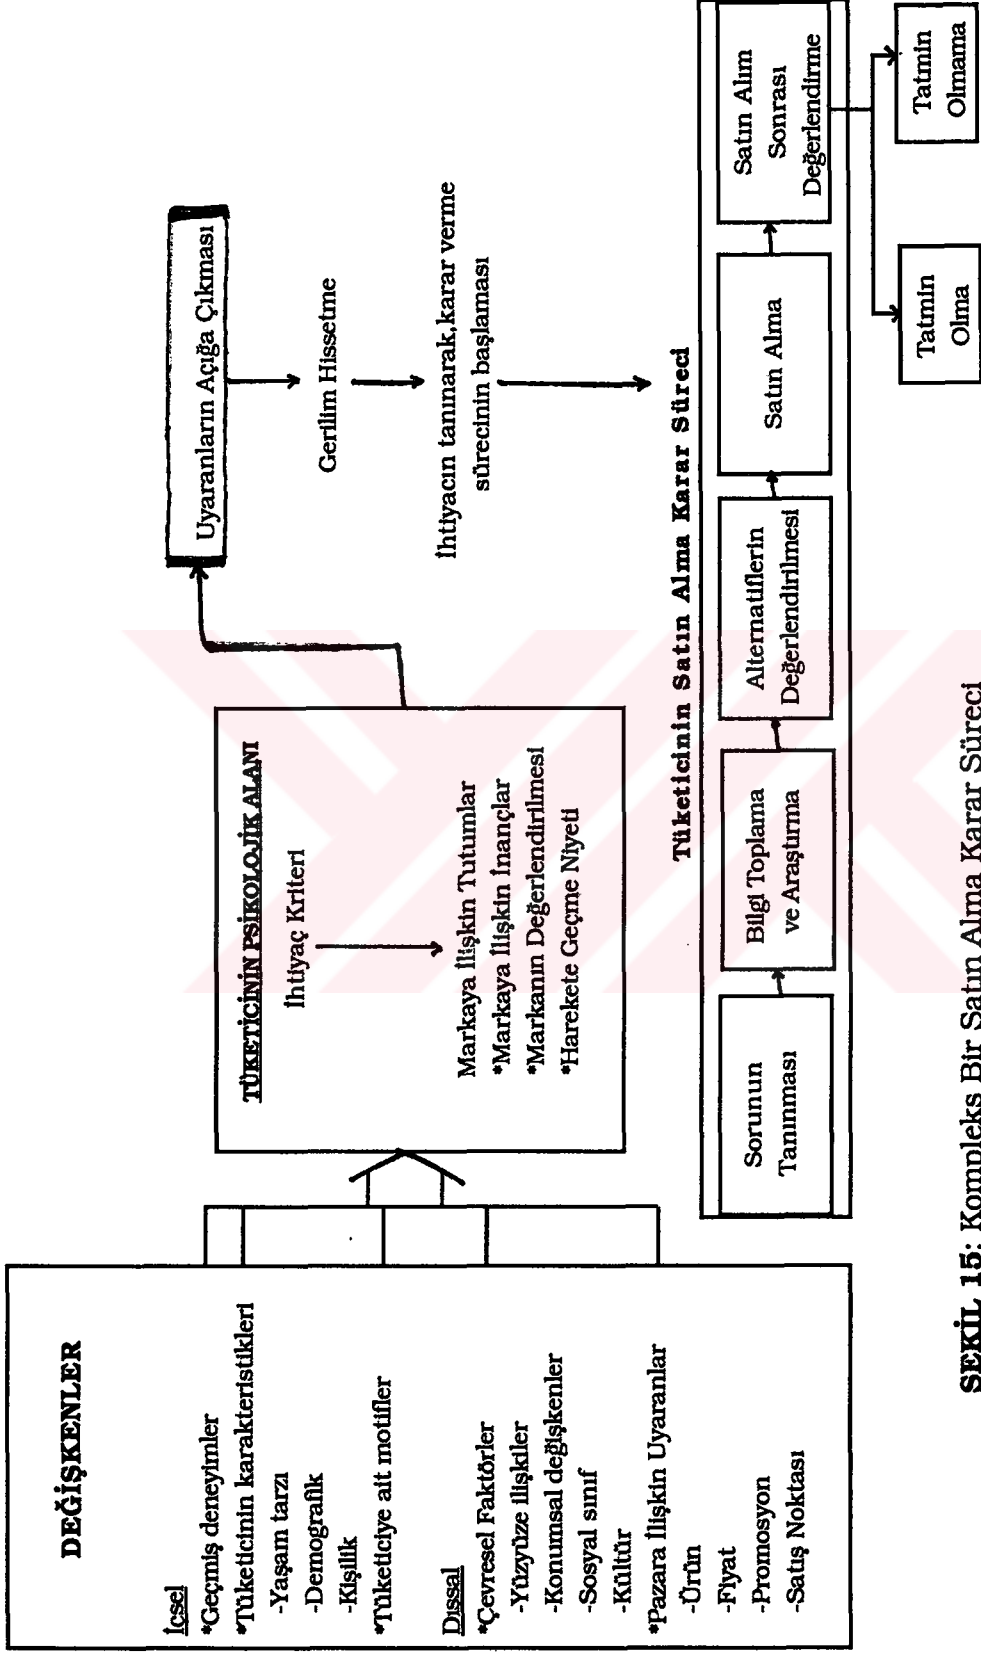 DEĞİŞKENLER
İçsel
*Geçmiş deneyimler
*Tüketicinin karakteristikleri
-Yaşam tarzı
-Demografik
-Kişilik
*Tüketiciye ait motifler
Dışsal
*Çevresel Faktörler
-Yüzyüze ilişkiler
-Konumsal değişkenler
-Sosyal sınıf
-Kültür
*Pazara İlişkin Uyaranlar
-Ürün
-Fiyat
-Promosyon
-Satış Noktası
TÜKETİCİNİN PSİKOLOJİK ALANI
İhtiyaç Kriteri
Markaya İlişkin Tutumlar
*Markaya İlişkin İnançlar
*Markanın Değerlendirilmesi
*Harekete Geçme Niyeti
Uyaranların Açığa Çıkması
Gerilim Hissetme
İhtiyacın tanınarak,karar verme
sürecinin başlaması
Tüketicinin Satın Alma Karar Süreci
Sorunun
Tanınması
Bilgi Toplama
ve Araştırma
Alternatiflerin
Değerlendirilmesi
Satın Alma
Satın Alım
Sonrası
Değerlendirme
Tatmin
Olma
Tatmin
Olmama
ŞEKİL 15: Kompleks Bir Satın Alma Karar Süreci